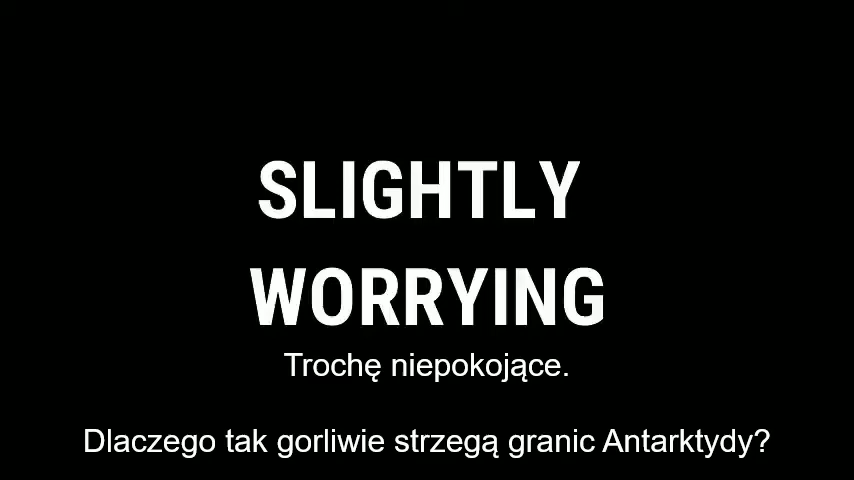 SLIGHTLY
WORRYING
Trochę niepokojące.
Dlaczego tak gorliwie strzegą granic Antarktydy?